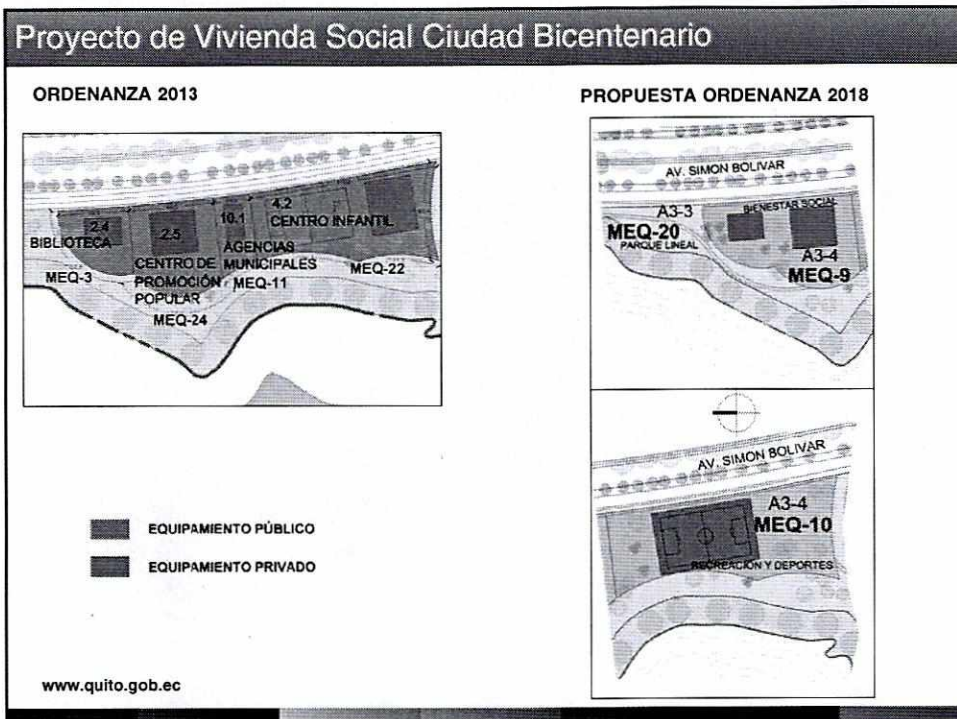 Proyecto de Vivienda Social Ciudad Bicentenario
ORDENANZA 2013
2.4
BIBLIOTECA
MEQ-3
2.5
CENTRO DE
PROMOCIÓN
POPULAR
MEQ-24
10.1
AGENCIAS
MUNICIPALES
MEQ-11
4.2
CENTRO INFANTIL
MEQ-22
EQUIPAMIENTO PÚBLICO
EQUIPAMIENTO PRIVADO
www.quito.gob.ec
PROPUESTA ORDENANZA 2018
AV. SIMON BOLIVAR
A3-3
MEQ-20
PARQUE LINEAL
BIENESTAR SOCIAL
A3-4
MEQ-9
AV. SIMON BOLIVAR
A3-4
MEQ-10
RECREACIÓN Y DEPORTES